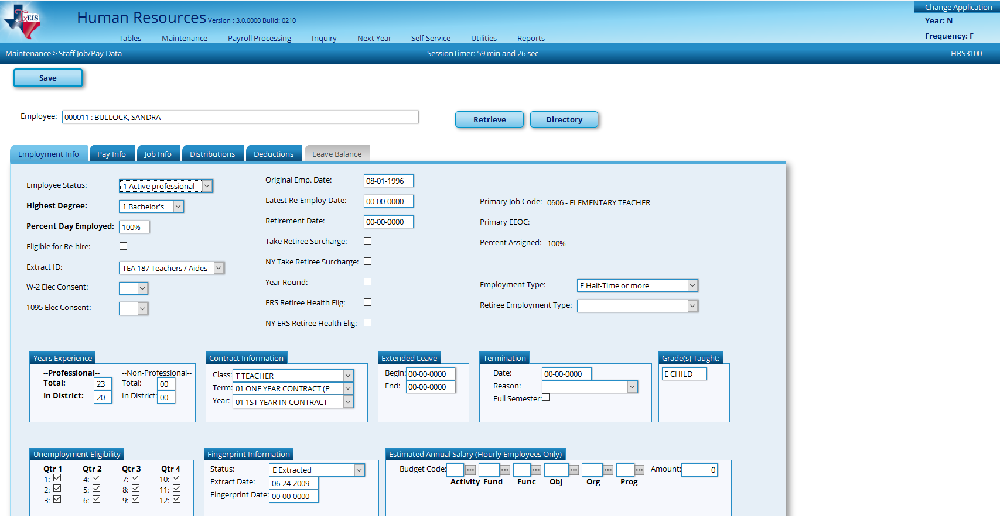 TxEIS
Human Resources Version : 3.0.0000 Build: 0210
Change Application
Year: N
Frequency: F
Tables Maintenance Payroll Processing Inquiry Next Year Self-Service Utilities Reports
Maintenance > Staff Job/Pay Data SessionTimer: 59 min and 26 sec HRS3100
Save
Employee: 000011 : BULLOCK, SANDRA Retrieve Directory
Employment Info Pay Info Job Info Distributions Deductions Leave Balance
Employee Status: 1 Active professional
Highest Degree: 1 Bachelor's
Percent Day Employed: 100%
Eligible for Re-hire:
Extract ID: TEA 187 Teachers / Aides
W-2 Elec Consent:
1095 Elec Consent:
Original Emp. Date: 08-01-1996
Latest Re-Employ Date: 00-00-0000
Retirement Date: 00-00-0000
Take Retiree Surcharge:
NY Take Retiree Surcharge:
Year Round:
ERS Retiree Health Elig:
NY ERS Retiree Health Elig:
Primary Job Code: 0606 - ELEMENTARY TEACHER
Primary EEOC:
Percent Assigned: 100%
Employment Type: F Half-Time or more
Retiree Employment Type:
Years Experience
--Professional-- --Non-Professional--
Total: 23 Total: 00
In District: 20 In District: 00
Contract Information
Class: T TEACHER
Term: 01 ONE YEAR CONTRACT (P
Year: 01 1ST YEAR IN CONTRACT
Extended Leave
Begin: 00-00-0000
End: 00-00-0000
Termination
Date: 00-00-0000
Reason:
Full Semester:
Grade(s) Taught:
E CHILD
Unemployment Eligibility
Qtr 1 Qtr 2 Qtr 3 Qtr 4
1: 4: 7: 10:
2: 5: 8: 11:
3: 6: 9: 12:
Fingerprint Information
Status: E Extracted
Extract Date: 06-24-2009
Fingerprint Date: 00-00-0000
Estimated Annual Salary (Hourly Employees Only)
Budget Code: ... ... ... ... ... ... Amount: 0
Activity Fund Func Obj Org Prog